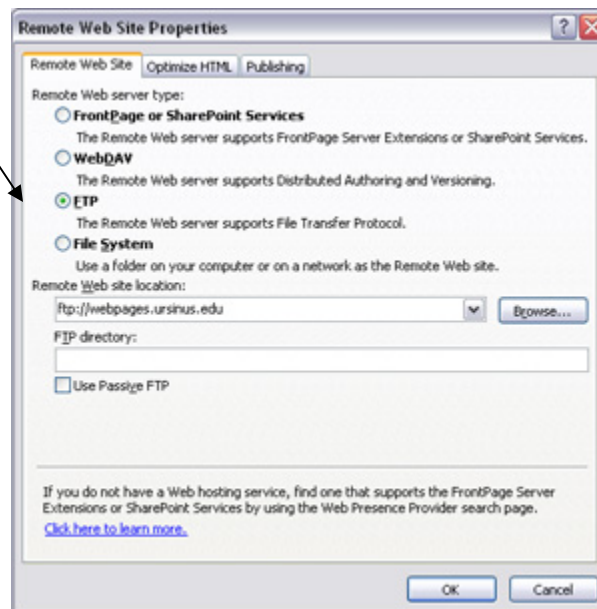 Remote Web Site Properties
Remote Web Site Optimize HTML Publishing
Remote Web server type:
FrontPage or SharePoint Services
The Remote Web server supports FrontPage Server Extensions or SharePoint Services.
WebDAV
The Remote Web server supports Distributed Authoring and Versioning.
FTP
The Remote Web server supports File Transfer Protocol.
File System
Use a folder on your computer or on a network as the Remote Web site.
Remote Web site location:
ftp://webpages.ursinus.edu Browse...
FTP directory:
Use Passive FTP
If you do not have a Web hosting service, find one that supports the FrontPage Server
Extensions or SharePoint Services by using the Web Presence Provider search page.
Click here to learn more.
OK Cancel